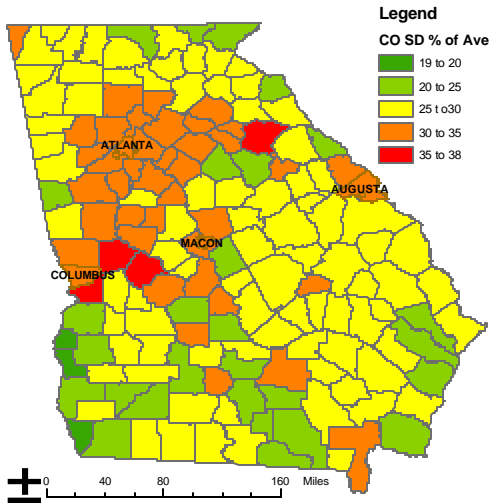 Legend
CO SD % of Ave
19 to 20
20 to 25
25 t o30
30 to 35
35 to 38
ATLANTA
AUGUSTA
MACON
COLUMBUS
0 40 80 160 Miles